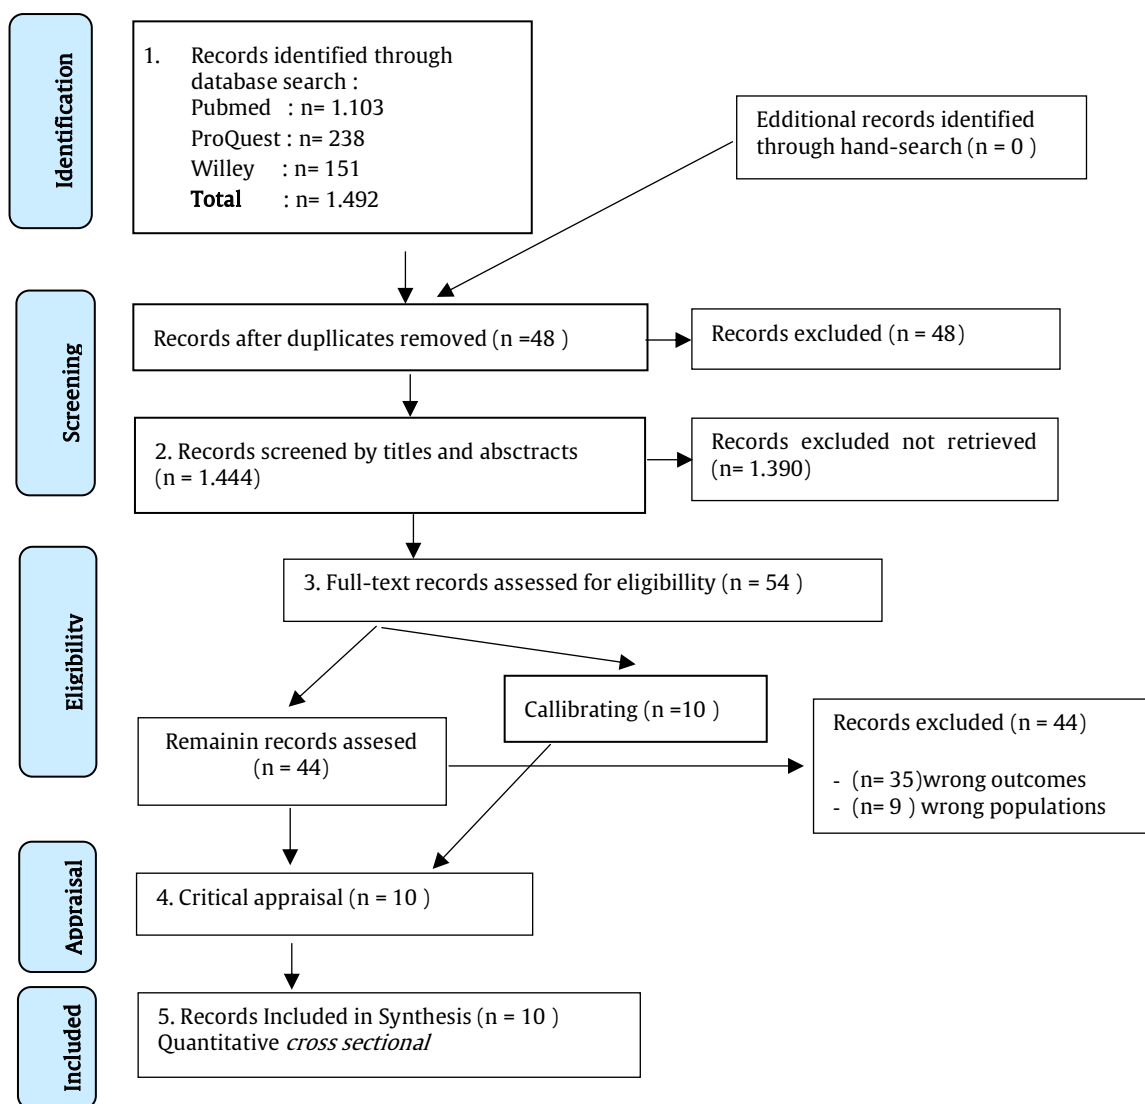 Identification
1. Records identified through
database search :
Pubmed : n= 1.103
ProQuest : n= 238
Willey : n= 151
Total : n= 1.492
Edditional records identified
through hand-search (n = 0 )
Screening
Records after dupllicates removed (n =48 )
Records excluded (n = 48)
2. Records screened by titles and absctracts
(n = 1.444)
Records excluded not retrieved
(n= 1.390)
Eligibility
3. Full-text records assessed for eligibillity (n = 54 )
Callibrating (n =10 )
Remainin records assesed
(n = 44)
Records excluded (n = 44)
- (n= 35)wrong outcomes
- (n= 9 ) wrong populations
Appraisal
4. Critical appraisal (n = 10 )
Included
5. Records Included in Synthesis (n = 10 )
Quantitative cross sectional